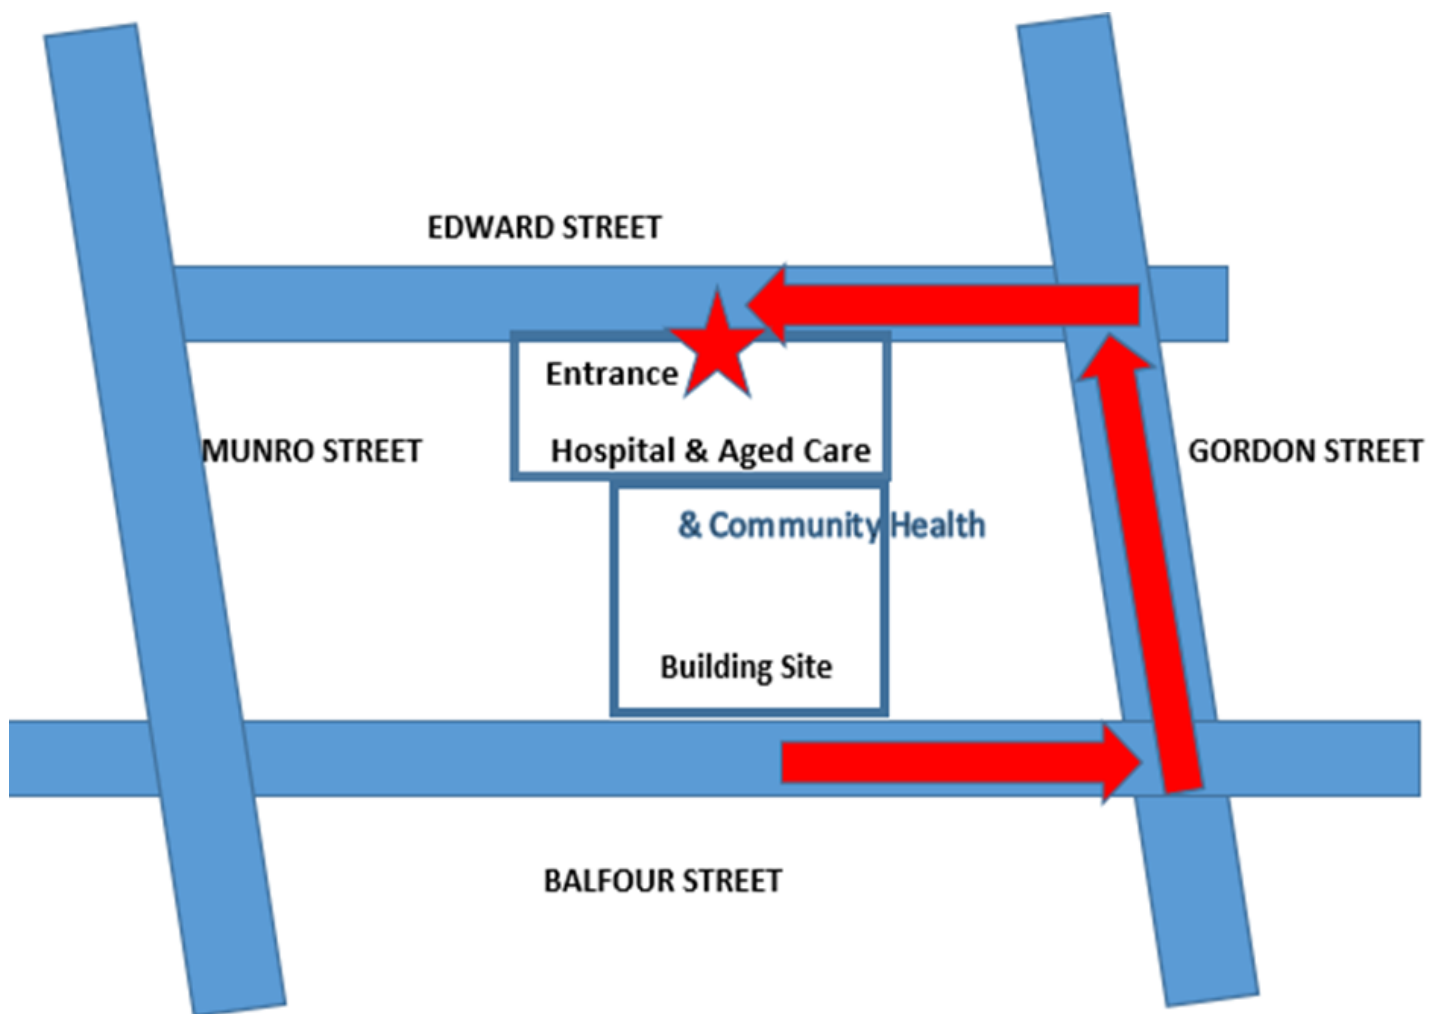 EDWARD STREET
Entrance
MUNRO STREET
Hospital & Aged Care
GORDON STREET
& Community Health
Building Site
BALFOUR STREET